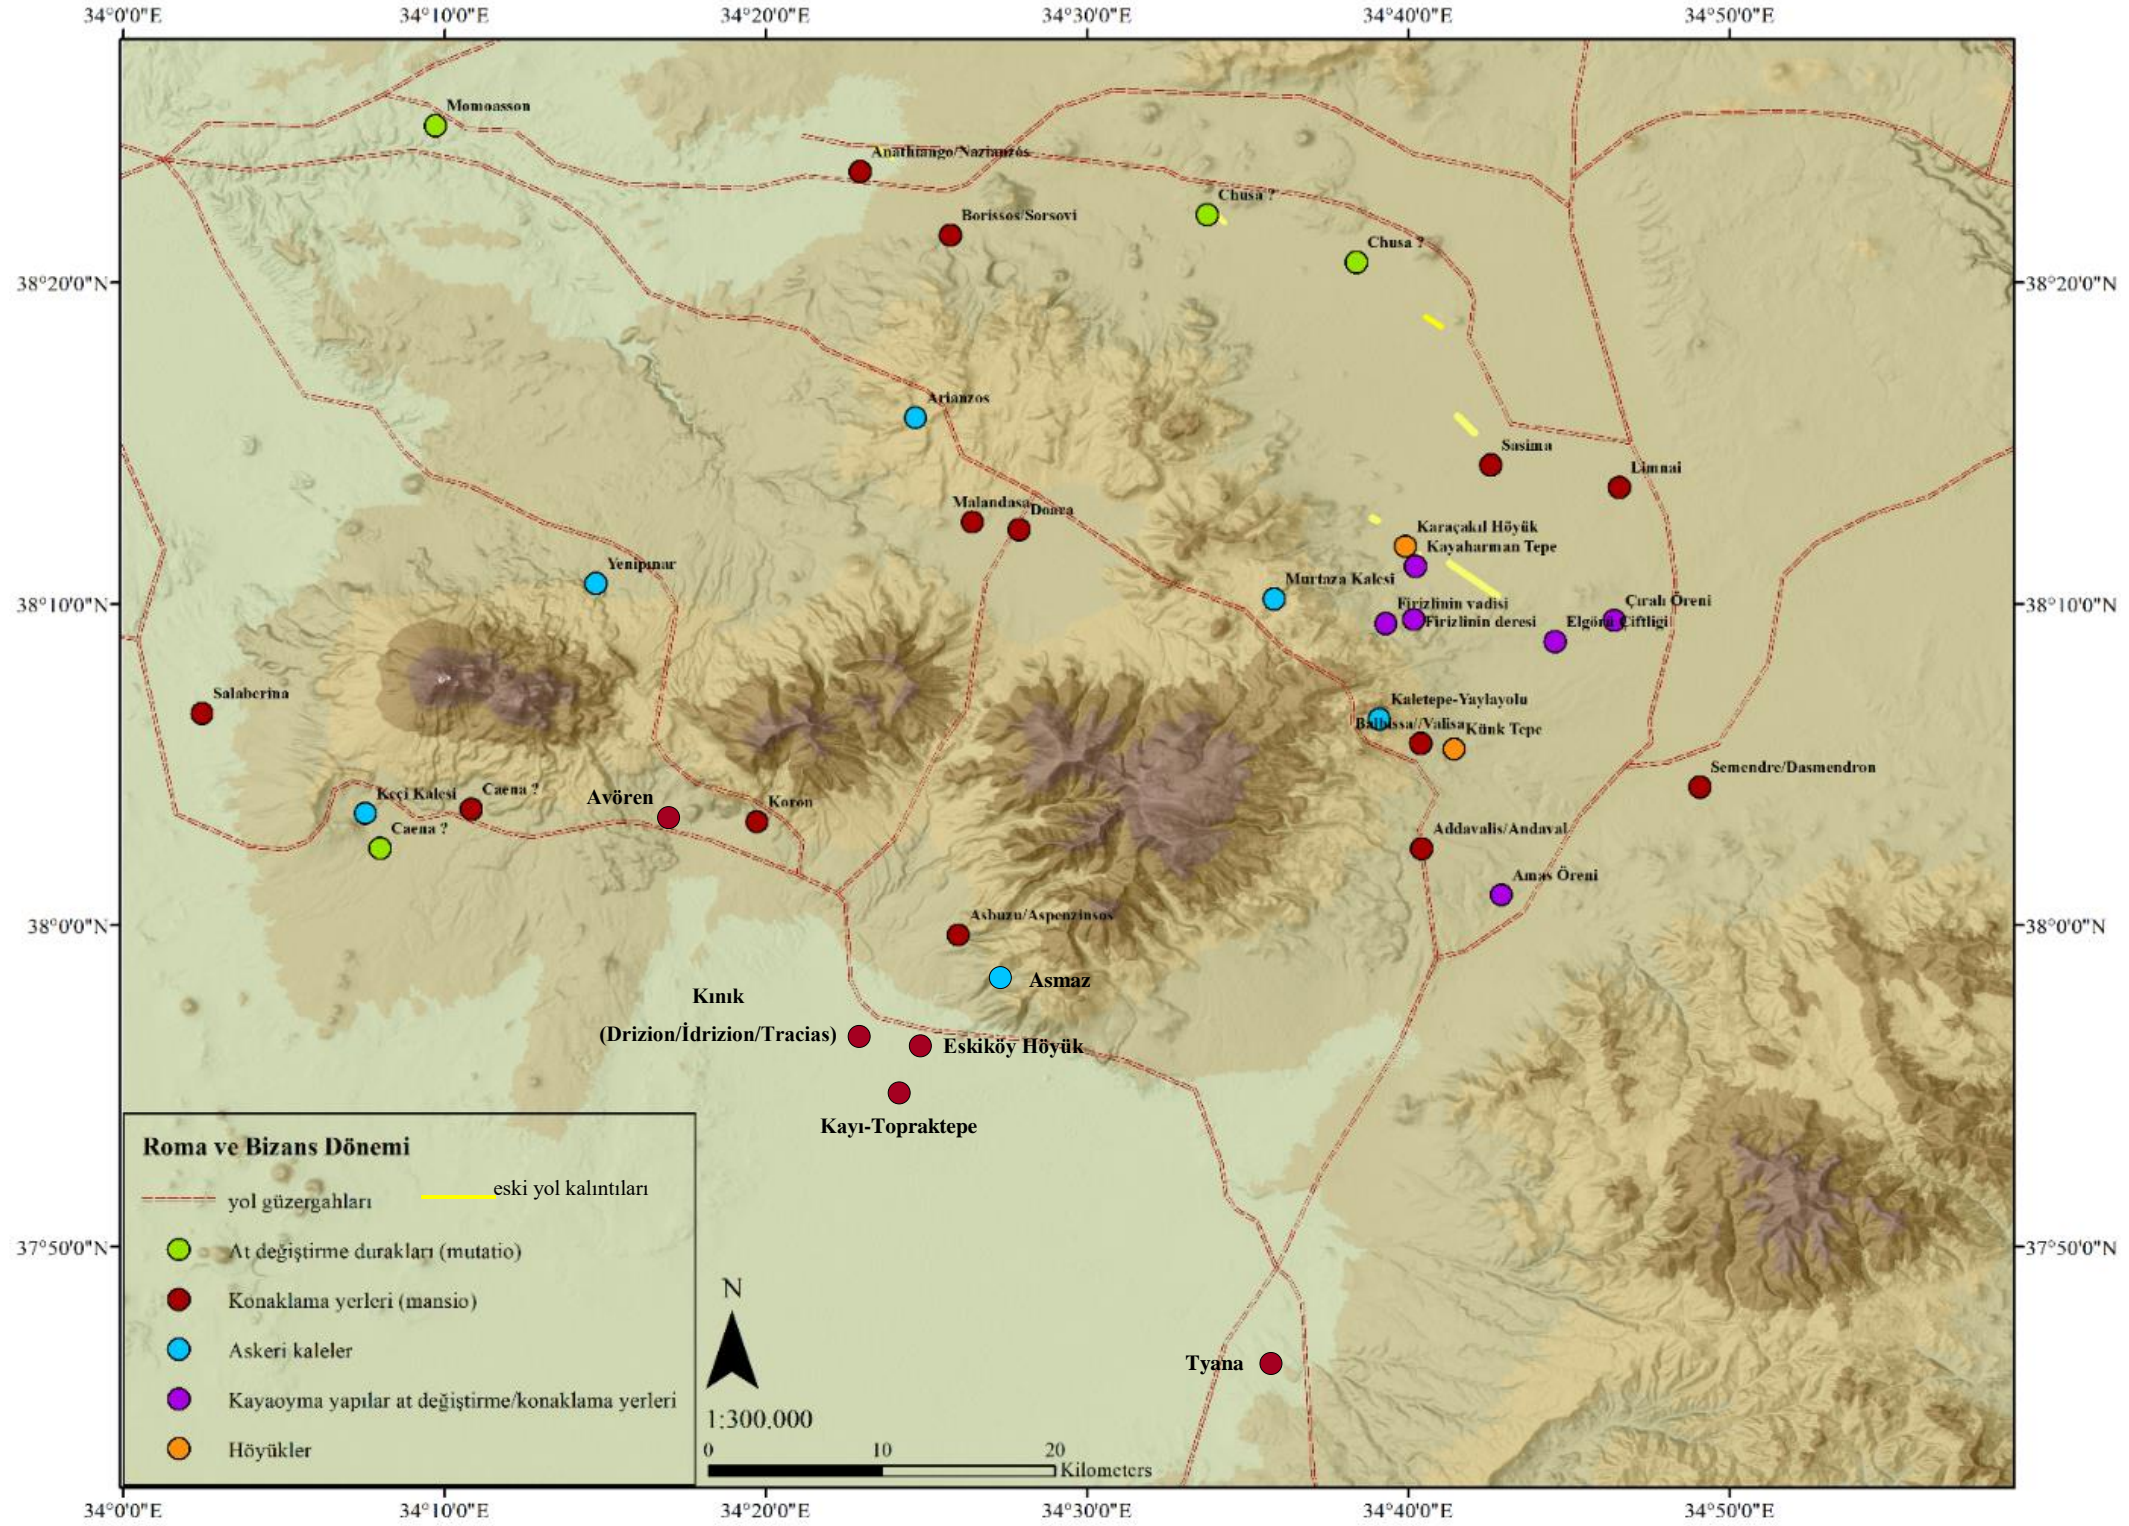 34°0'0"E 34°10'0"E 34°20'0"E 34°30'0"E 34°40'0"E 34°50'0"E
Momoasson
Anathiango/Nazianzos
Chusa ?
Borissos/Sorsovi
Chusa ?
38°20'0"N 38°20'0"N
Arianzos
Sasima
Limnai
Malandasa
Doara
Karaçakıl Höyük
Kayaharman Tepe
Yenipınar
Murtaza Kalesi
38°10'0"N 38°10'0"N
Firizlinin vadisi
Çıralı Öreni
Firizlinin deresi
Elgörn Çiftligi
Salaberina
Kaletepe-Yaylayolu
Balbissa//Valisa
Künk Tepe
Semendre/Dasmendron
Keçi Kalesi
Caena ?
Avören
Koron
Caena ?
Addavalis/Andaval
Amas Öreni
38°0'0"N 38°0'0"N
Asbuzu/Aspenzinsos
Asmaz
Kınık
(Drizion/İdrizion/Tracias)
Eskiköy Höyük
Kayı-Topraktepe
Roma ve Bizans Dönemi
yol güzergahları
eski yol kalıntıları
At değiştirme durakları (mutatio)
37°50'0"N 37°50'0"N
Konaklama yerleri (mansio)
Askeri kaleler
Kayaoyma yapılar at değiştirme/konaklama yerleri
Höyükler
N
1:300.000
0 10 20
Kilometers
Tyana
34°0'0"E 34°10'0"E 34°20'0"E 34°30'0"E 34°40'0"E 34°50'0"E